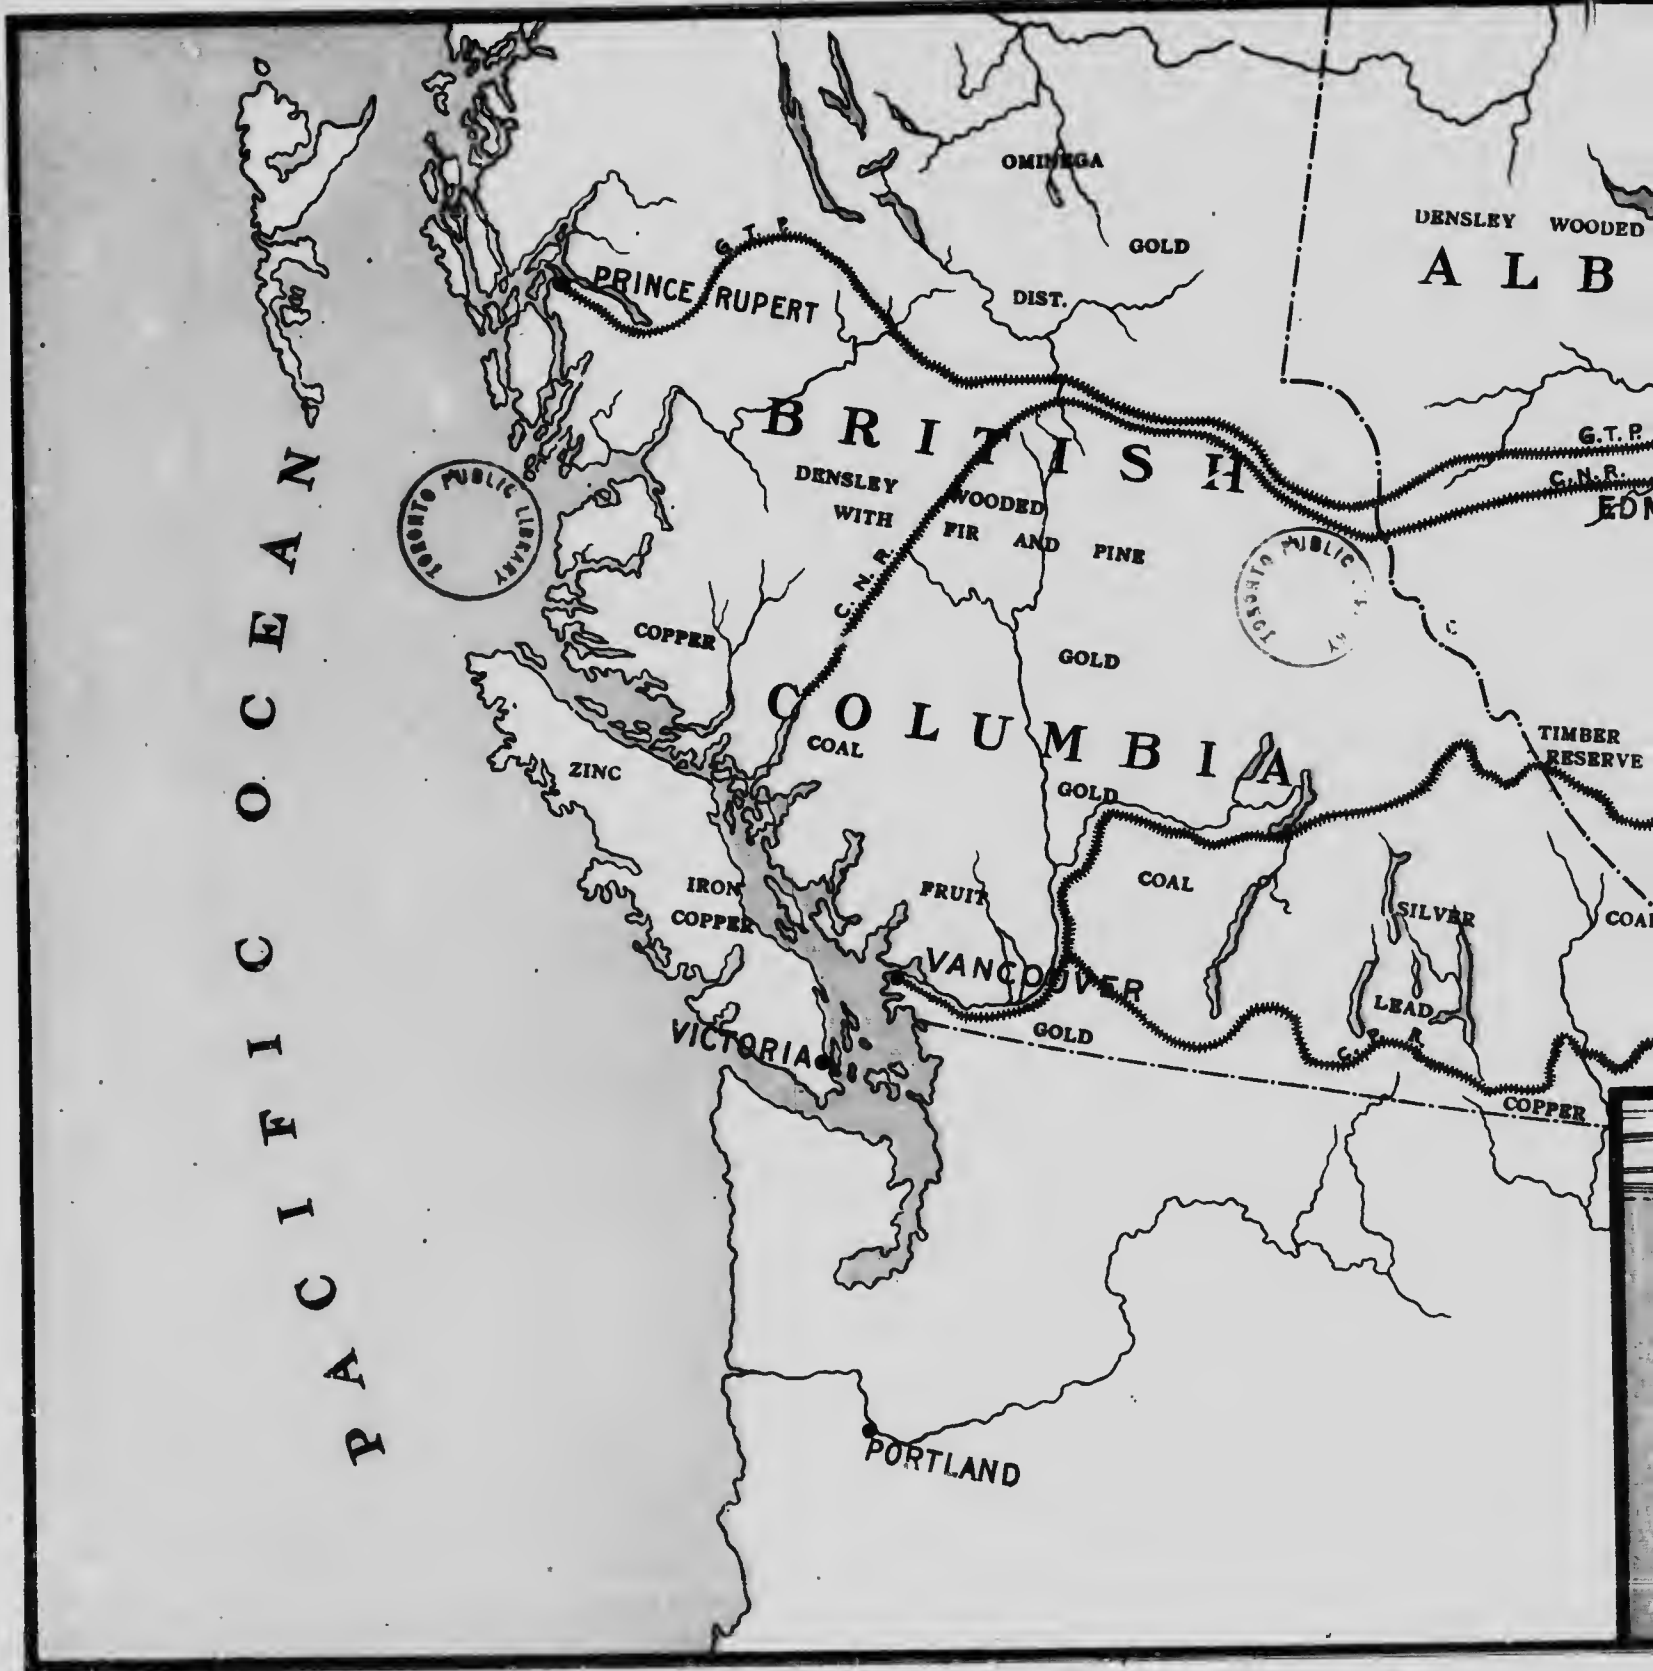 PACIFIC OCEAN
OMINEGA
GOLD
DIST.
DENSLEY WOODED
ALB
G. T. P.
PRINCE RUPERT
BRITISH
G.T.P.
C.N.R.
DENSLEY WOODED
WITH FIR AND PINE
TORONTO PUBLIC LIBRARY
TORONTO PUBLIC
C. N. R.
COPPER
GOLD
COLUMBIA
COAL
ZINC
TIMBER
RESERVE
GOLD
IRON
COPPER
FRUIT
COAL
SILVER
VANCOUVER
LEAD
VICTORIA
GOLD
C. P. R.
COPPER
PORTLAND